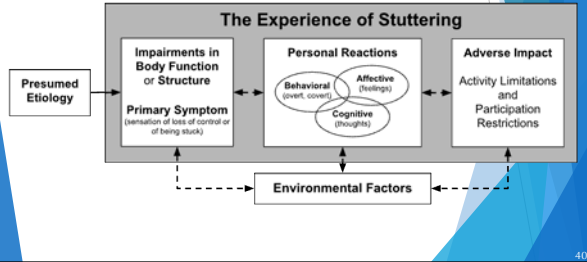 The Experience of Stuttering
Presumed
Etiology
Impairments in
Body Function
or Structure
Primary Symptom
(sensation of loss of control or
of being stuck)
Personal Reactions
Behavioral
(overt, covert)
Affective
(feelings)
Cognitive
(thoughts)
Adverse Impact
Activity Limitations
and
Participation
Restrictions
Environmental Factors
40